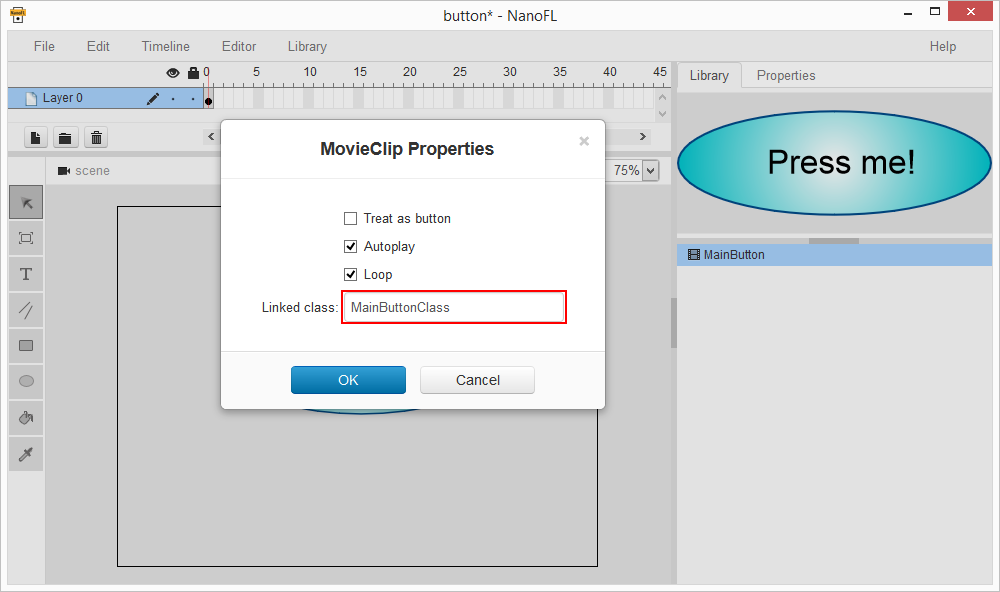 button* - NanoFL
File Edit Timeline Editor Library Help
0 5 10 15 20 25 30 35 40 45
Layer 0
Library Properties
Press me!
MainButton
scene
75%
T
MovieClip Properties
×
Treat as button
Autoplay
Loop
Linked class: MainButtonClass
OK Cancel